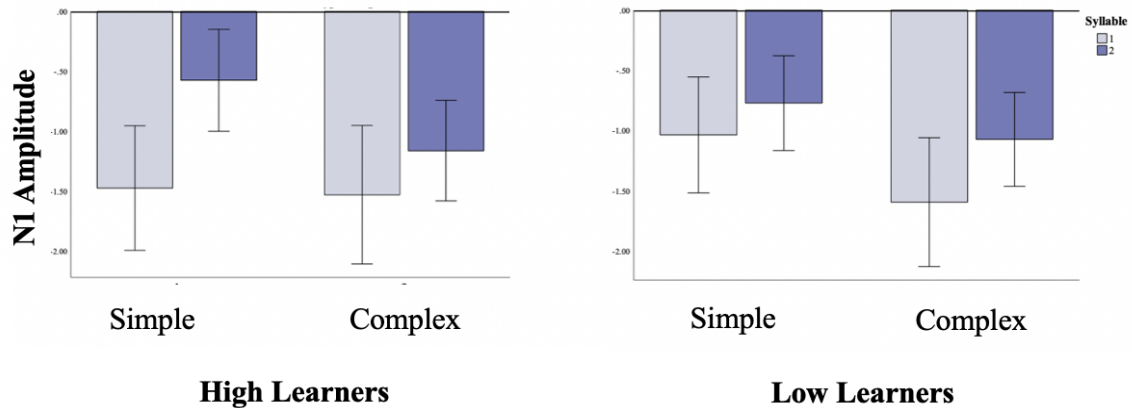 N1 Amplitude
.00
-.50
-1.00
-1.50
-2.00
Simple
Complex
High Learners
.00
-.50
-1.00
-1.50
-2.00
Simple
Complex
Low Learners
Syllable
1
2